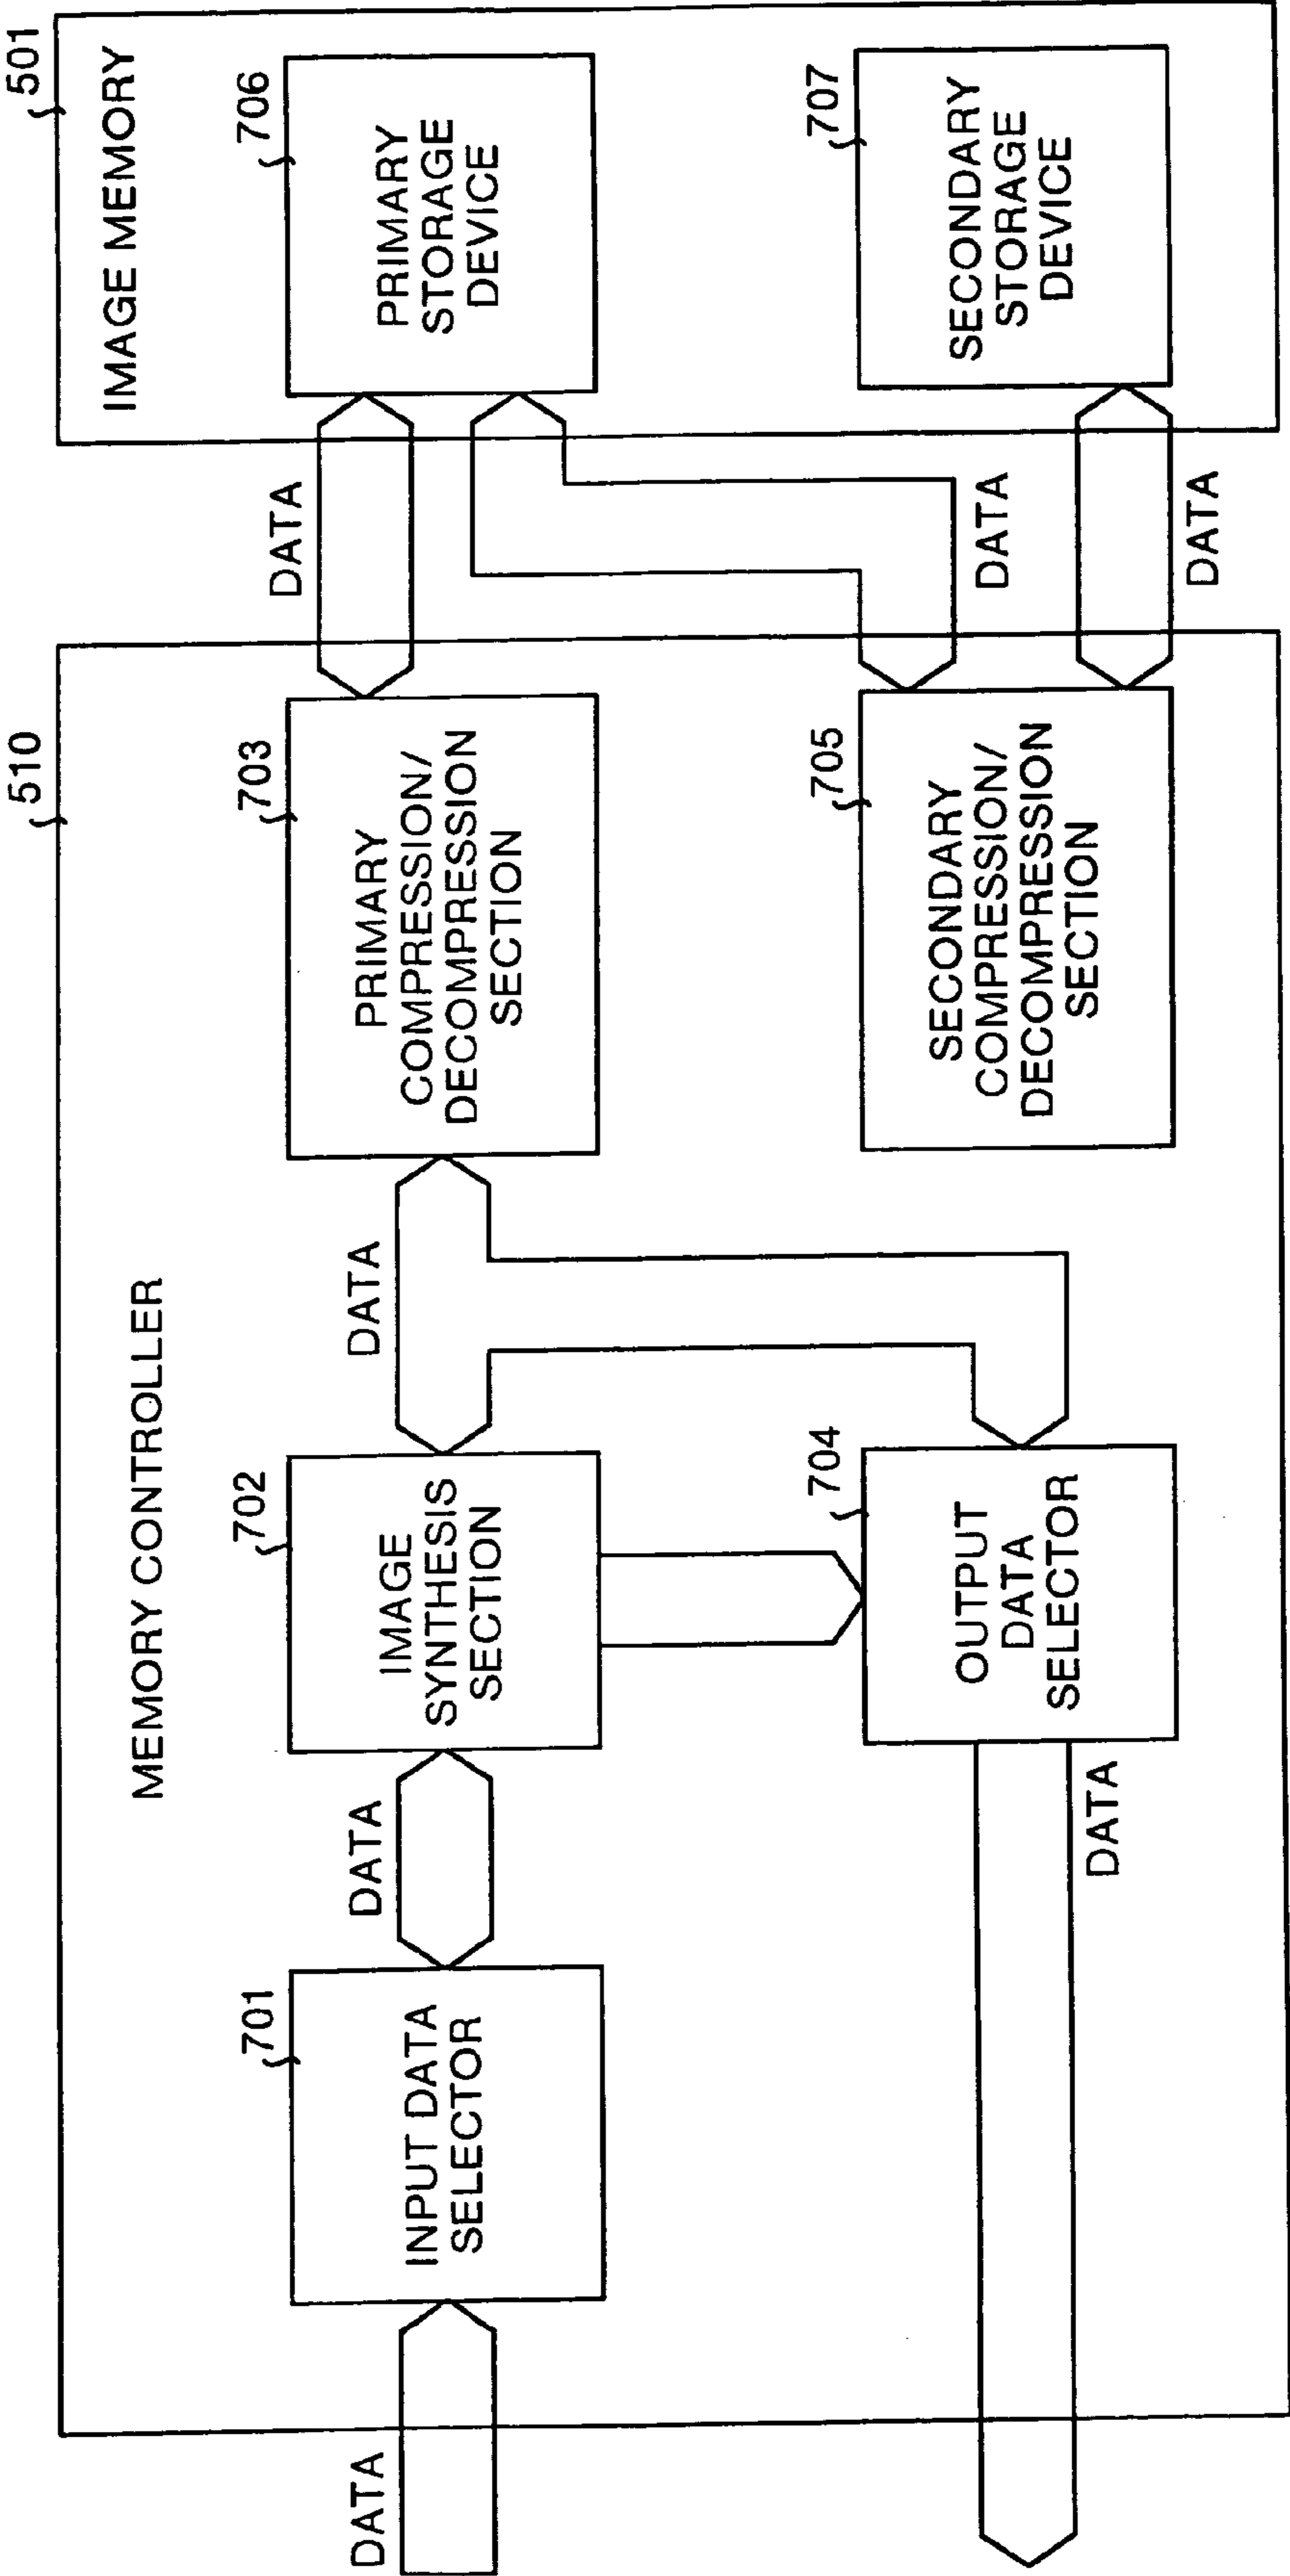 501
IMAGE MEMORY
706
PRIMARY
STORAGE
DEVICE
707
SECONDARY
STORAGE
DEVICE
DATA
DATA
DATA
510
MEMORY CONTROLLER
703
PRIMARY
COMPRESSION/
DECOMPRESSION
SECTION
705
SECONDARY
COMPRESSION/
DECOMPRESSION
SECTION
DATA
702
IMAGE
SYNTHESIS
SECTION
704
OUTPUT
DATA
SELECTOR
DATA
DATA
701
INPUT DATA
SELECTOR
DATA